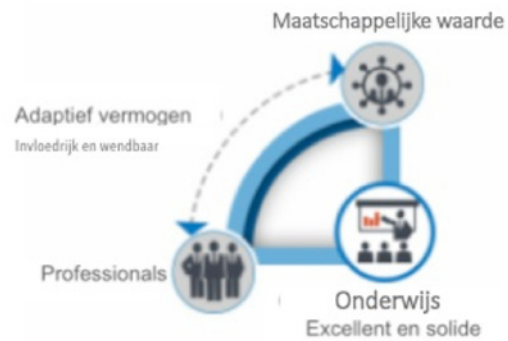 Maatschappelijke waarde
Adaptief vermogen
Invloedrijk en wendbaar
Professionals
Onderwijs
Excellent en solide